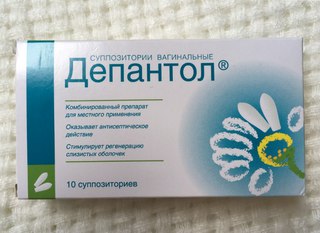 СУППОЗИТОРИИ ВАГИНАЛЬНЫЕ
Депантол®
Комбинированный препарат
для местного применения
Оказывает антисептическое
действие
Стимулирует регенерацию
слизистых оболочек
10 суппозиториев